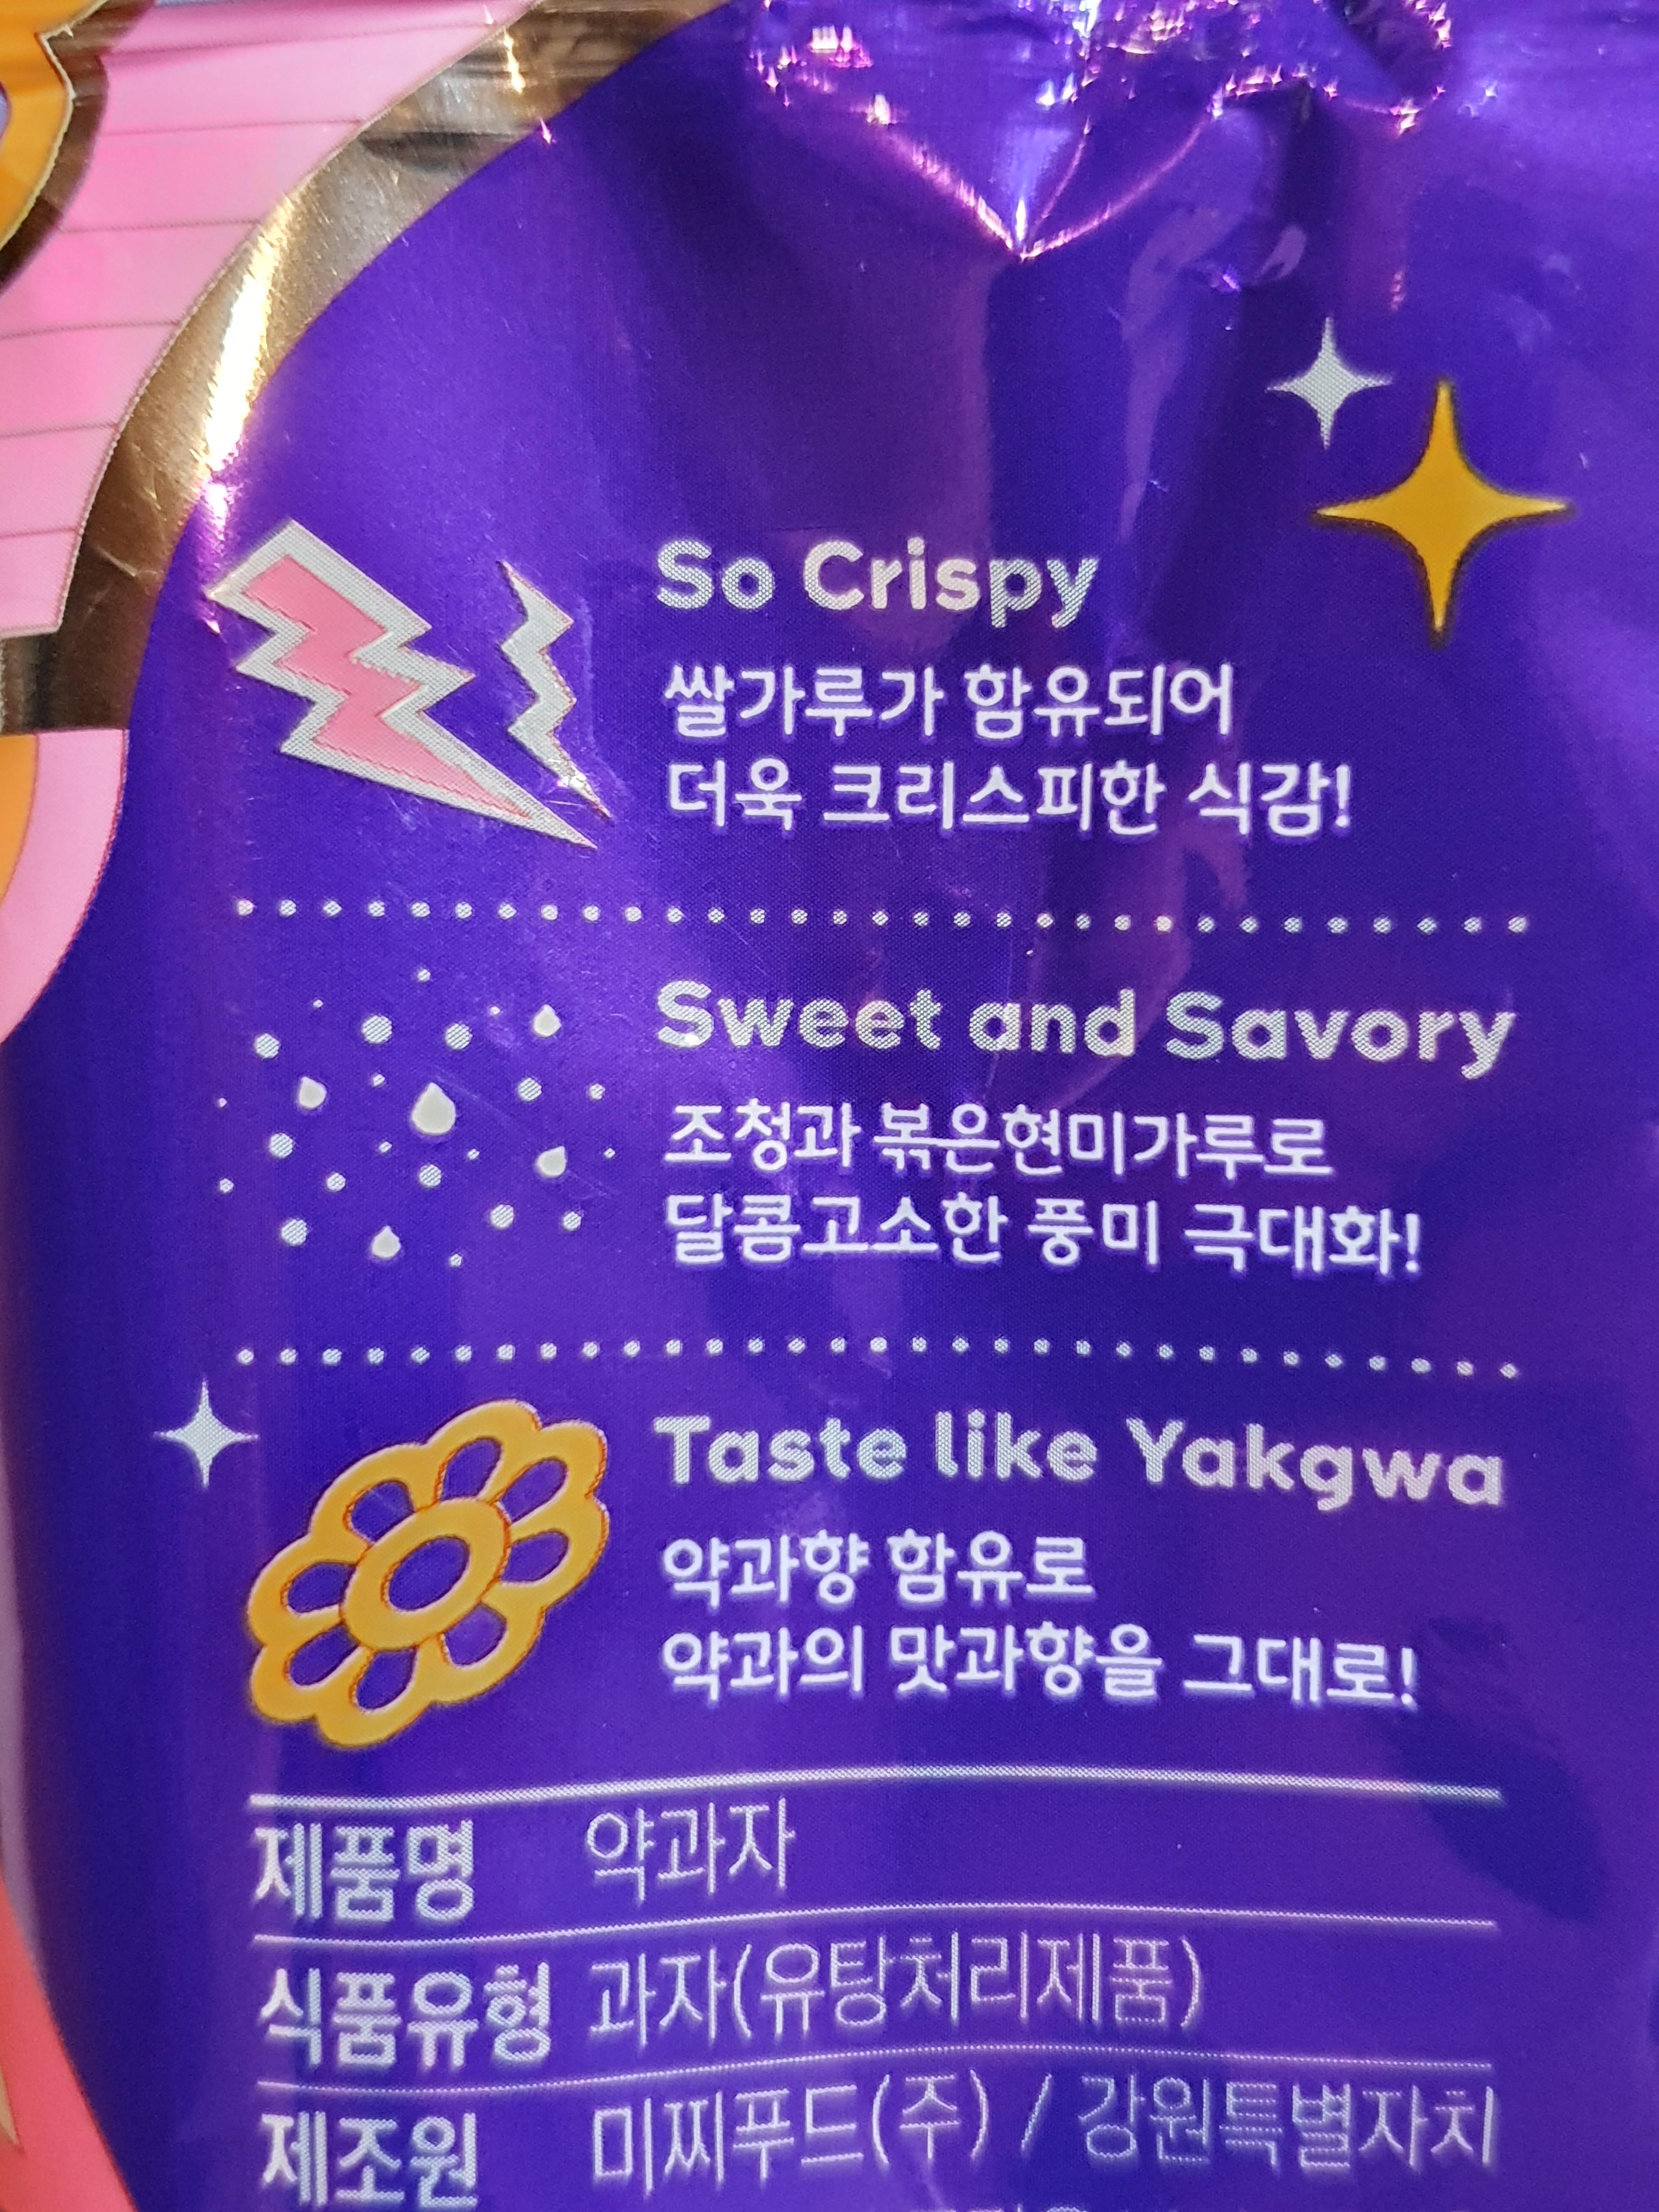 So Crispy
쌀가루가 함유되어
더욱 크리스피한 식감!
Sweet and Savory
조청과 볶은현미가루로
달콤고소한 풍미 극대화!
Taste like Yakgwa
약과향 함유로
약과의 맛과향을 그대로!
제품명 약과자
식품유형 과자(유탕처리제품)
제조원 미찌푸드(주) / 강원특별자치